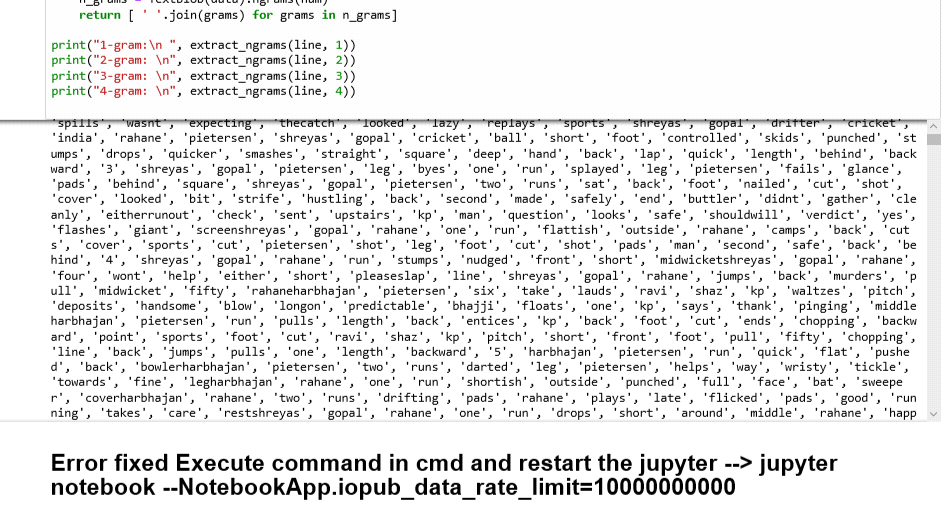 n_grams = TextBlob(data).ngrams(num)
return [ ' '.join(grams) for grams in n_grams]
print("1-gram:\n ", extract_ngrams(line, 1))
print("2-gram: \n", extract_ngrams(line, 2))
print("3-gram: \n", extract_ngrams(line, 3))
print("4-gram: \n", extract_ngrams(line, 4))
'spills', 'wasnt', 'expecting', 'thecatch', 'looked', 'lazy', 'replays', 'sports', 'shreyas', 'gopal', 'drifter', 'cricket',
'india', 'rahane', 'pietersen', 'shreyas', 'gopal', 'cricket', 'ball', 'short', 'foot', 'controlled', 'skids', 'punched', 'st
umps', 'drops', 'quicker', 'smashes', 'straight', 'square', 'deep', 'hand', 'back', 'lap', 'quick', 'length', 'behind', 'back
ward', '3', 'shreyas', 'gopal', 'pietersen', 'leg', 'byes', 'one', 'run', 'splayed', 'leg', 'pietersen', 'fails', 'glance',
'pads', 'behind', 'square', 'shreyas', 'gopal', 'pietersen', 'two', 'runs', 'sat', 'back', 'foot', 'nailed', 'cut', 'shot',
'cover', 'looked', 'bit', 'strife', 'hustling', 'back', 'second', 'made', 'safely', 'end', 'buttler', 'didnt', 'gather', 'cle
anly', 'eitherrunout', 'check', 'sent', 'upstairs', 'kp', 'man', 'question', 'looks', 'safe', 'shouldwill', 'verdict', 'yes',
'flashes', 'giant', 'screenshreyas', 'gopal', 'rahane', 'one', 'run', 'flattish', 'outside', 'rahane', 'camps', 'back', 'cut
s', 'cover', 'sports', 'cut', 'pietersen', 'shot', 'leg', 'foot', 'cut', 'shot', 'pads', 'man', 'second', 'safe', 'back', 'be
hind', '4', 'shreyas', 'gopal', 'rahane', 'run', 'stumps', 'nudged', 'front', 'short', 'midwicketshreyas', 'gopal', 'rahane',
'four', 'wont', 'help', 'either', 'short', 'pleaseslap', 'line', 'shreyas', 'gopal', 'rahane', 'jumps', 'back', 'murders', 'p
ull', 'midwicket', 'fifty', 'rahaneharbhajan', 'pietersen', 'six', 'take', 'lauds', 'ravi', 'shaz', 'kp', 'waltzes', 'pitch',
'deposits', 'handsome', 'blow', 'longon', 'predictable', 'bhajji', 'floats', 'one', 'kp', 'says', 'thank', 'pinging', 'middle
harbhajan', 'pietersen', 'run', 'pulls', 'length', 'back', 'entices', 'kp', 'back', 'foot', 'cut', 'ends', 'chopping', 'backw
ard', 'point', 'sports', 'foot', 'cut', 'ravi', 'shaz', 'kp', 'pitch', 'short', 'front', 'foot', 'pull', 'fifty', 'chopping',
'line', 'back', 'jumps', 'pulls', 'one', 'length', 'backward', '5', 'harbhajan', 'pietersen', 'run', 'quick', 'flat', 'pushe
d', 'back', 'bowlerharbhajan', 'pietersen', 'two', 'runs', 'darted', 'leg', 'pietersen', 'helps', 'way', 'wristy', 'tickle',
'towards', 'fine', 'legharbhajan', 'rahane', 'one', 'run', 'shortish', 'outside', 'punched', 'full', 'face', 'bat', 'sweepe
r', 'coverharbhajan', 'rahane', 'two', 'runs', 'drifting', 'pads', 'rahane', 'plays', 'late', 'flicked', 'pads', 'good', 'run
ning', 'takes', 'care', 'restshreyas', 'gopal', 'rahane', 'one', 'run', 'drops', 'short', 'around', 'middle', 'rahane', 'happ
Error fixed Execute command in cmd and restart the jupyter --> jupyter
notebook --NotebookApp.iopub_data_rate_limit=10000000000